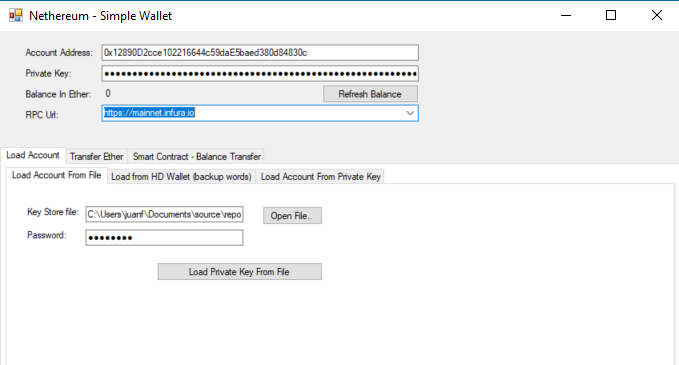 Nethereum - Simple Wallet
Account Address: 0x12890D2cce102216644c59daE5baed380d84830c
Private Key: ●●●●●●●●●●●●●●●●●●●●●●●●●●●●●●●●●●●●●●●●●●●●●●●●●●●●
Balance In Ether: 0 Refresh Balance
RPC Url: https://mainnet.infura.io
Load Account Transfer Ether Smart Contract - Balance Transfer
Load Account From File Load from HD Wallet (backup words) Load Account From Private Key
Key Store file: C:\Users\juanf\Documents\source\repo Open File..
Password: ●●●●●●●●
Load Private Key From File